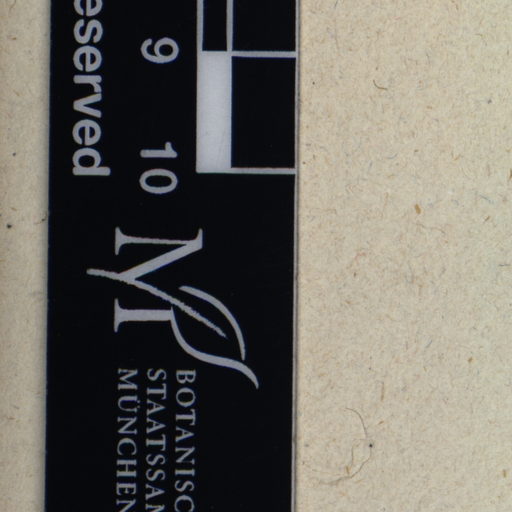 9
10
eserved
BOTANISC
STAATSSAM
MÜNCHEN